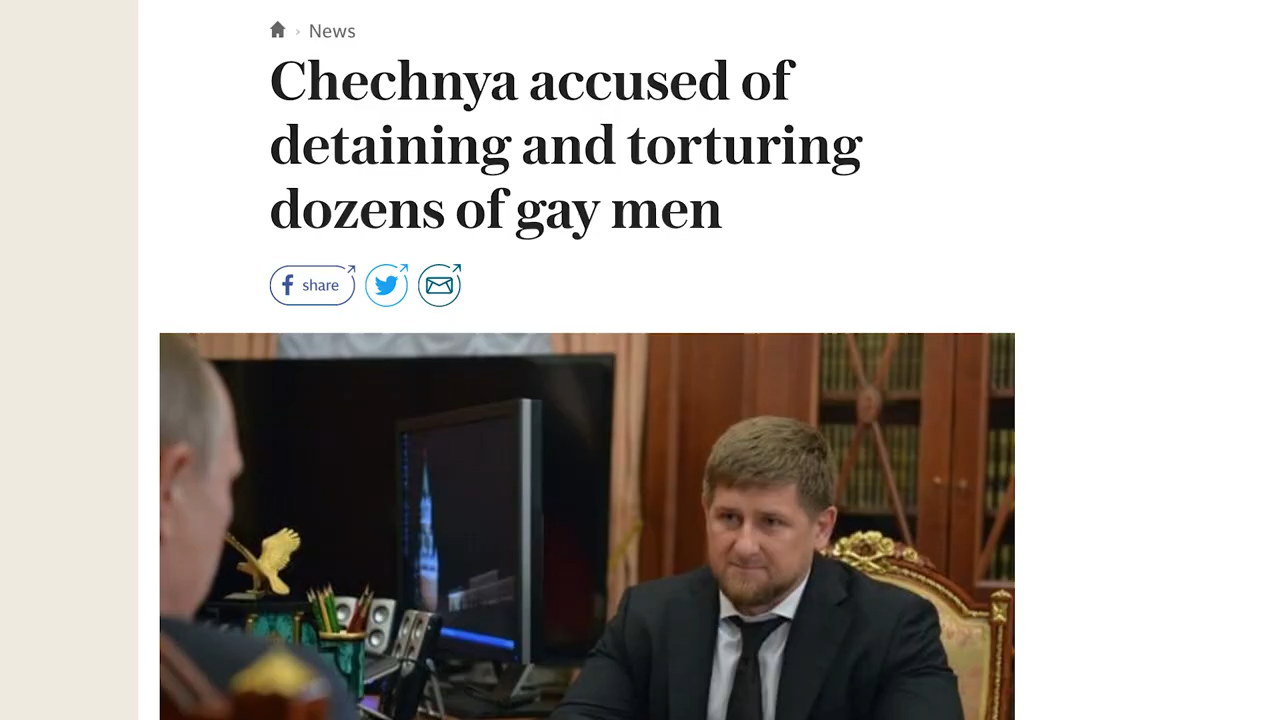 News
Chechnya accused of
detaining and torturing
dozens of gay men
share